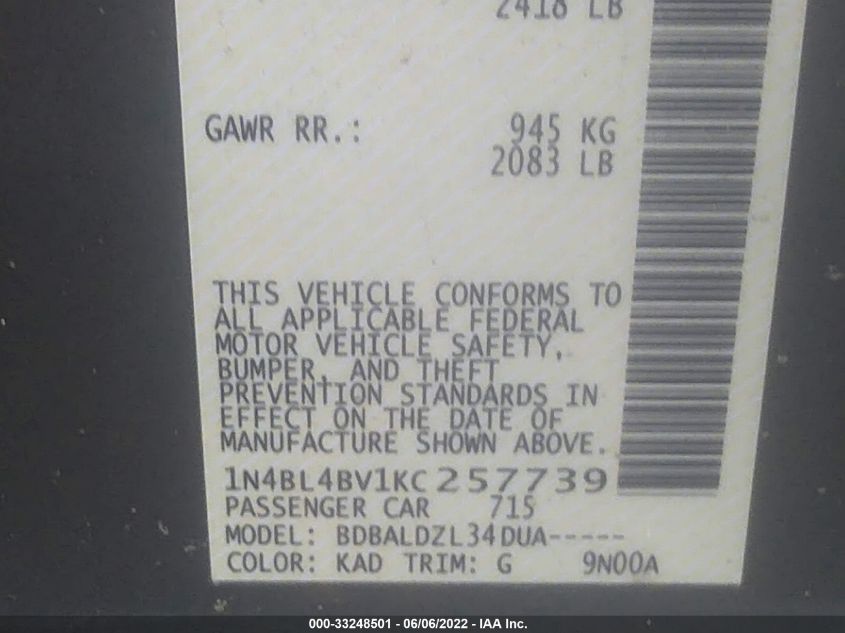 2418 LB
GAWR RR.: 945 KG
2083 LB
THIS VEHICLE CONFORMS TO
ALL APPLICABLE FEDERAL
MOTOR VEHICLE SAFETY,
BUMPER, AND THEFT
PREVENTION STANDARDS IN
EFFECT ON THE DATE OF
MANUFACTURE SHOWN ABOVE.
1N4BL4BV1KC257739
PASSENGER CAR 715
MODEL: BDBALDZL34DUA-----
COLOR: KAD TRIM: G 9N00A
000-33248501 - 06/06/2022 - IAA Inc.